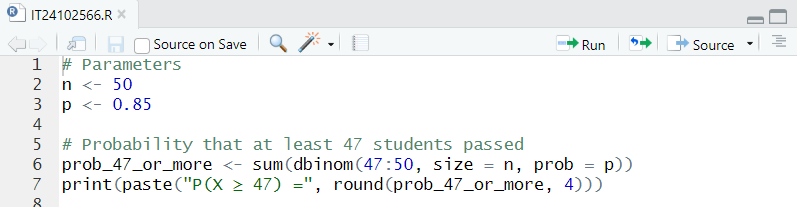 IT24102566.R
Source on Save
Run
Source
1 # Parameters
2 n <- 50
3 p <- 0.85
4
5 # Probability that at least 47 students passed
6 prob_47_or_more <- sum(dbinom(47:50, size = n, prob = p))
7 print(paste("P(X ≥ 47) =", round(prob_47_or_more, 4)))
8